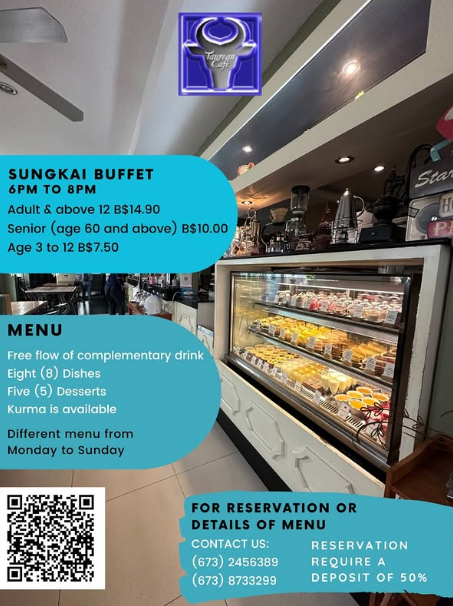 Taurean
Cafe
SUNGKAI BUFFET
6PM TO 8PM
Adult & above 12 B$14.90
Senior (age 60 and above) B$10.00
Age 3 to 12 B$7.50
MENU
Free flow of complementary drink
Eight (8) Dishes
Five (5) Desserts
Kurma is available
Different menu from
Monday to Sunday
FOR RESERVATION OR
DETAILS OF MENU
CONTACT US:
(673) 2456389
(673) 8733299
RESERVATION
REQUIRE A
DEPOSIT OF 50%